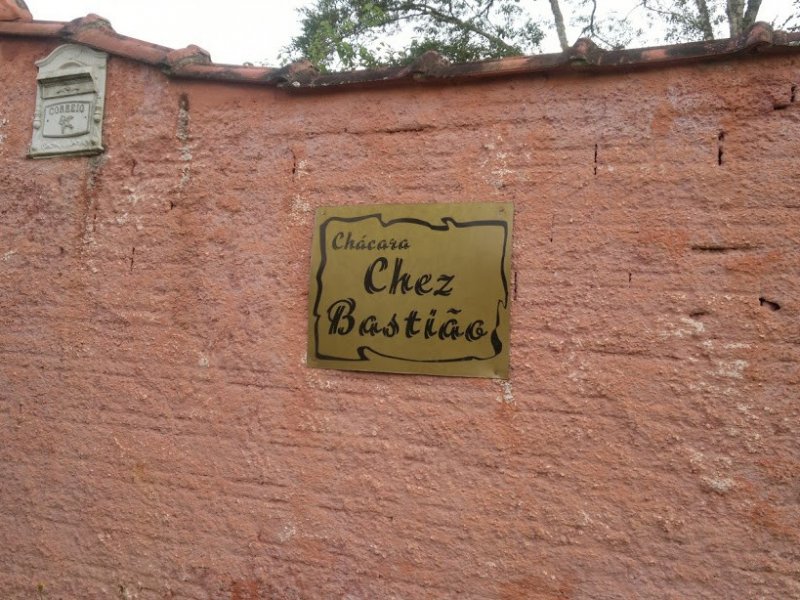 CORREIO
Chácara
Chez
Bastião